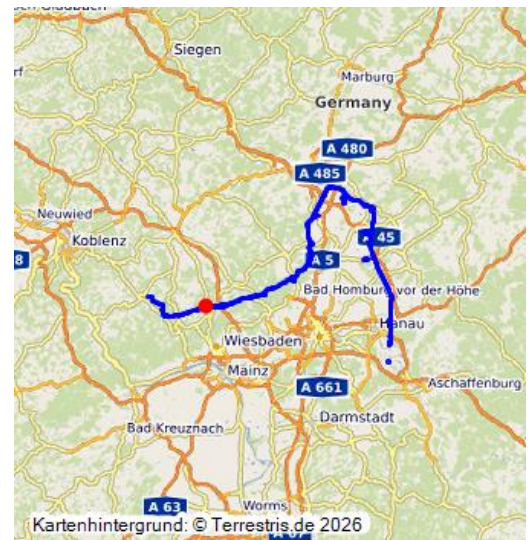 Siegen
Marburg
Germany
A 480
A 485
Neuwied
Koblenz
A 45
8
A 5
Bad Homburg vor der Höhe
Hanau
Wiesbaden
Mainz
A 661
Aschaffenburg
Darmstadt
Bad Kreuznach
A 63
Worms
Kartenhintergrund: © Terrestris.de 2026